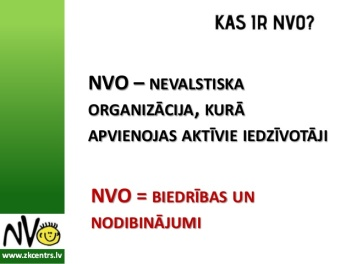 KAS IR NVO?
NVO – NEVALSTISKA
ORGANIZĀCIJA, KURĀ
APVIENOJAS AKTĪVIE IEDZĪVOTĀJI
NVO = BIEDRĪBAS UN
NODIBINĀJUMI
NVO
www.zkcentrs.lv